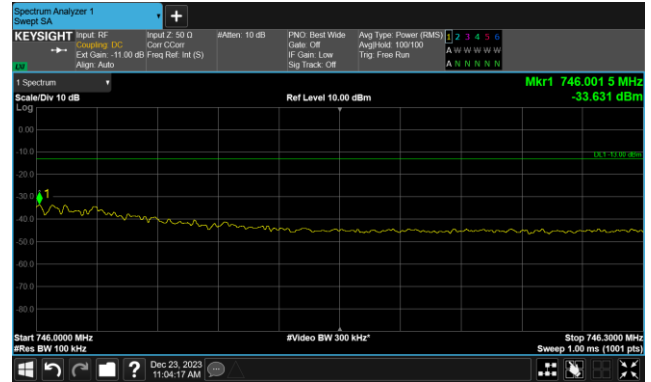 Spectrum Analyzer 1
Swept SA
+
KEYSIGHT Input: RF Input Z: 50 Ω #Atten: 10 dB PNO: Best Wide Avg Type: Power (RMS) 1 2 3 4 5 6
Coupling: DC Corr CCorr Gate: Off Avg|Hold: 100/100 A W W W W W
Ext Gain: -11.00 dB Freq Ref: Int (S) IF Gain: Low Trig: Free Run
Align: Auto Sig Track: Off A N N N N N
LXI
1 Spectrum
Mkr1 746.001 5 MHz
Scale/Div 10 dB Ref Level 10.00 dBm -33.631 dBm
Log
0.00
-10.0
DL1 -13.00 dBm
-20.0
-30.0
1
-40.0
-50.0
-60.0
-70.0
-80.0
Start 746.0000 MHz #Video BW 300 kHz* Stop 746.3000 MHz
#Res BW 100 kHz Sweep 1.00 ms (1001 pts)
? Dec 23, 2023
11:04:17 AM